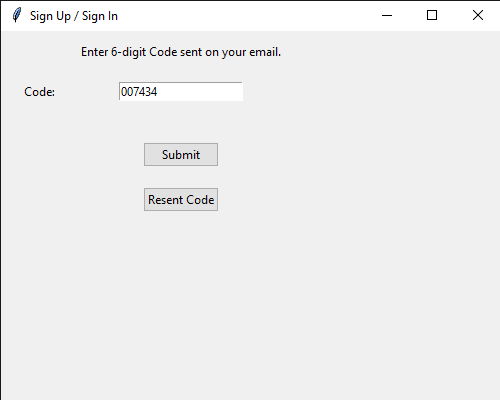 Sign Up / Sign In
Enter 6-digit Code sent on your email.
Code: 007434
Submit
Resent Code